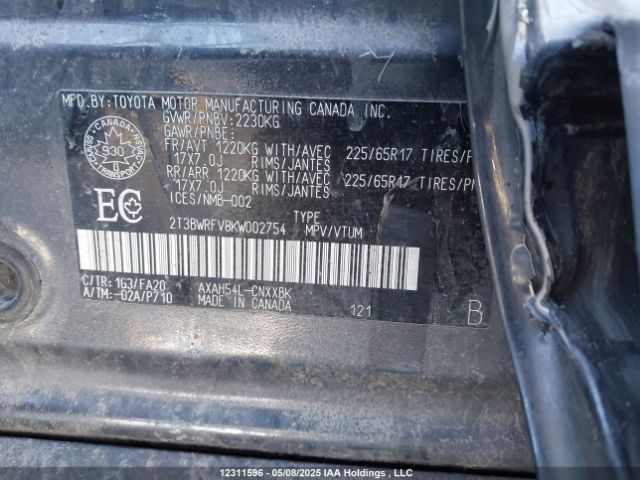 MFD.BY:TOYOTA MOTOR MANUFACTURING CANADA INC.
GVWR/PNBV:2230KG
GAWR/PNBE:
FR/AVT 1220KG WITH/AVEC 225/65R17 TIRES/P
17X7.0J RIMS/JANTES
RR/ARR 1220KG WITH/AVEC 225/65R17 TIRES/PN
17X7.0J RIMS/JANTES
ICES/NMB-002
CANADA
930
TRANSPORT
EC
2T3BWRFV8KW002754 TYPE
MPV/VTUM
C/TR:1G3/FA20 AXAH54L-CNXXBK
A/TM:-02A/P710 MADE IN CANADA 121 B
12311596 - 05/08/2025 IAA Holdings, LLC